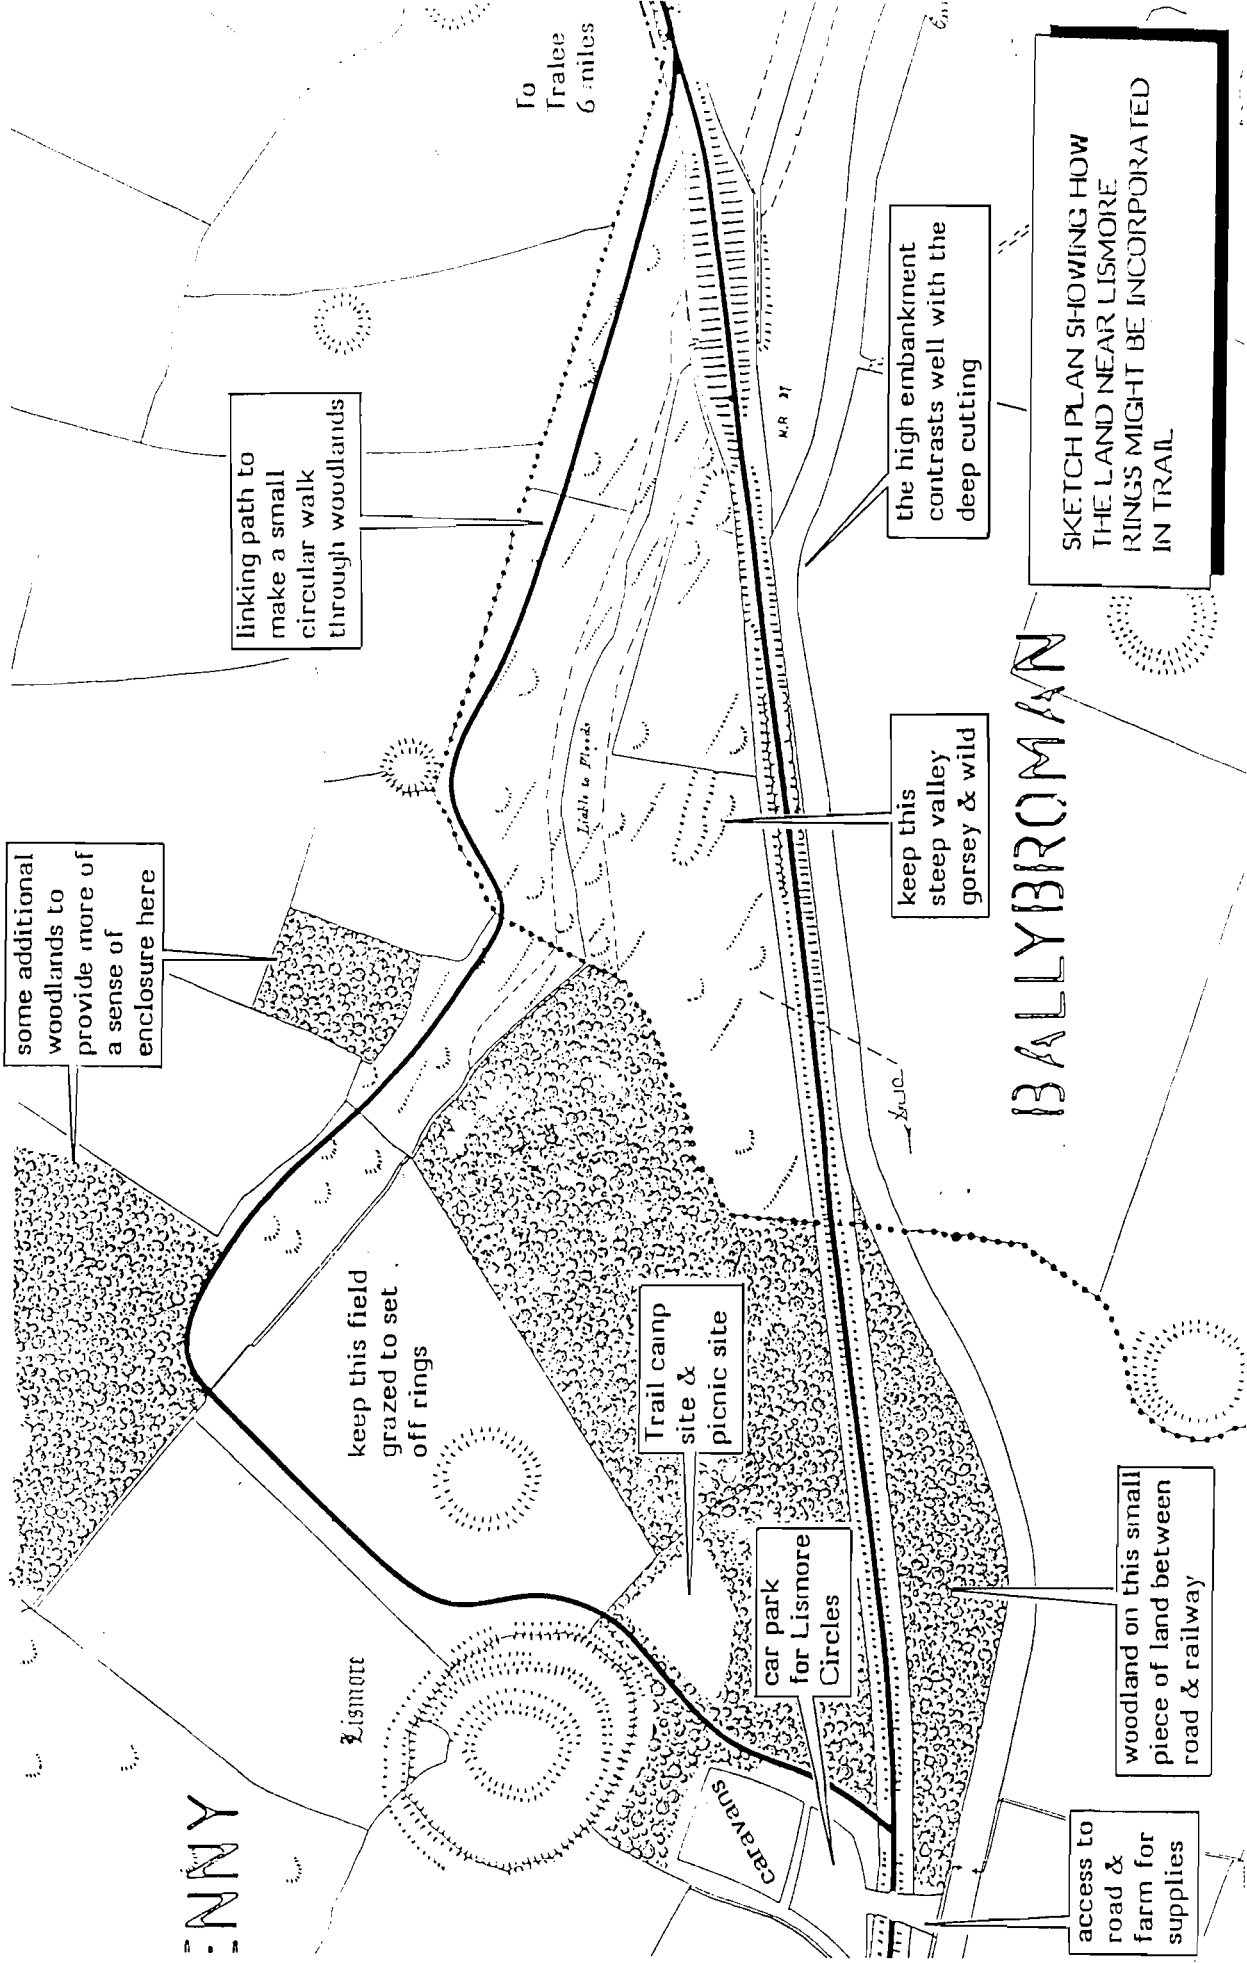 ENNY
Lismore
some additional
woodlands to
provide more of
a sense of
enclosure here
linking path to
make a small
circular walk
through woodlands
To
Tralee
6 miles
keep this field
grazed to set
off rings
Liable to Floods
Trail camp
site &
picnic site
caravans
car park
for Lismore
Circles
keep this
steep valley
gorsey & wild
the high embankment
contrasts well with the
deep cutting
BALLYBROMAN
access to
road &
farm for
supplies
woodland on this small
piece of land between
road & railway
SKETCH PLAN SHOWING HOW
THE LAND NEAR LISMORE
RINGS MIGHT BE INCORPORATED
IN TRAIL